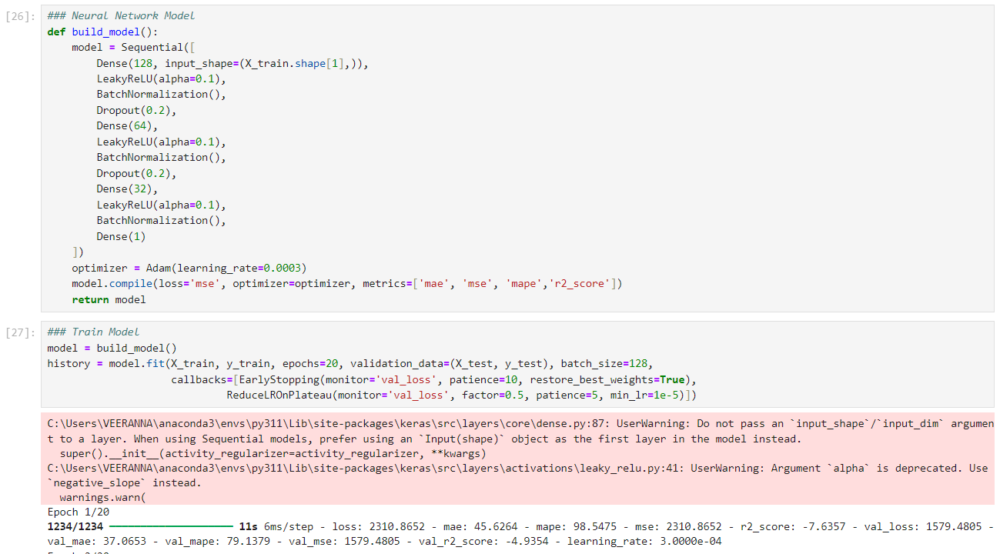 [26]: ### Neural Network Model
def build_model():
model = Sequential([
Dense(128, input_shape=(X_train.shape[1],)),
LeakyReLU(alpha=0.1),
BatchNormalization(),
Dropout(0.2),
Dense(64),
LeakyReLU(alpha=0.1),
BatchNormalization(),
Dropout(0.2),
Dense(32),
LeakyReLU(alpha=0.1),
BatchNormalization(),
Dense(1)
])
optimizer = Adam(learning_rate=0.0003)
model.compile(loss='mse', optimizer=optimizer, metrics=['mae', 'mse', 'mape','r2_score'])
return model
[27]: ### Train Model
model = build_model()
history = model.fit(X_train, y_train, epochs=20, validation_data=(X_test, y_test), batch_size=128,
callbacks=[EarlyStopping(monitor='val_loss', patience=10, restore_best_weights=True),
ReduceLROnPlateau(monitor='val_loss', factor=0.5, patience=5, min_lr=1e-5)])
C:\Users\VEERANNA\anaconda3\envs\py311\Lib\site-packages\keras\src\layers\core\dense.py:87: UserWarning: Do not pass an `input_shape`/`input_dim` argumen
t to a layer. When using Sequential models, prefer using an `Input(shape)` object as the first layer in the model instead.
super().__init__(activity_regularizer=activity_regularizer, **kwargs)
C:\Users\VEERANNA\anaconda3\envs\py311\Lib\site-packages\keras\src\layers\activations\leaky_relu.py:41: UserWarning: Argument `alpha` is deprecated. Use
`negative_slope` instead.
warnings.warn(
Epoch 1/20
1234/1234 ━━━━━━━━━━━━━━━━━━━━ 11s 6ms/step - loss: 2310.8652 - mae: 45.6264 - mape: 98.5475 - mse: 2310.8652 - r2_score: -7.6357 - val_loss: 1579.4805 -
val_mae: 37.0653 - val_mape: 79.1379 - val_mse: 1579.4805 - val_r2_score: -4.9354 - learning_rate: 3.0000e-04